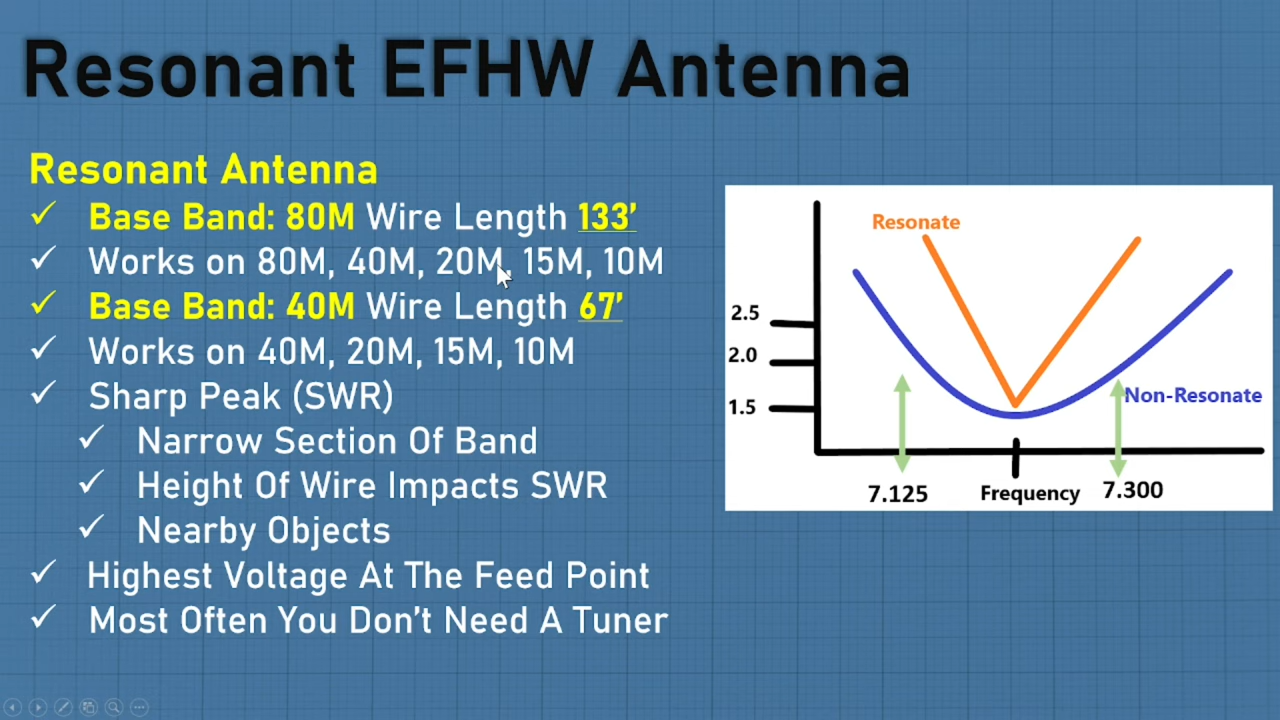 Resonant EFHW Antenna
Resonant Antenna
Base Band: 80M Wire Length 133'
Works on 80M, 40M, 20M, 15M, 10M
Base Band: 40M Wire Length 67'
Works on 40M, 20M, 15M, 10M
Sharp Peak (SWR)
Narrow Section Of Band
Height Of Wire Impacts SWR
Nearby Objects
Highest Voltage At The Feed Point
Most Often You Don't Need A Tuner
Resonate
2.5
2.0
1.5
Non-Resonate
7.125
Frequency
7.300